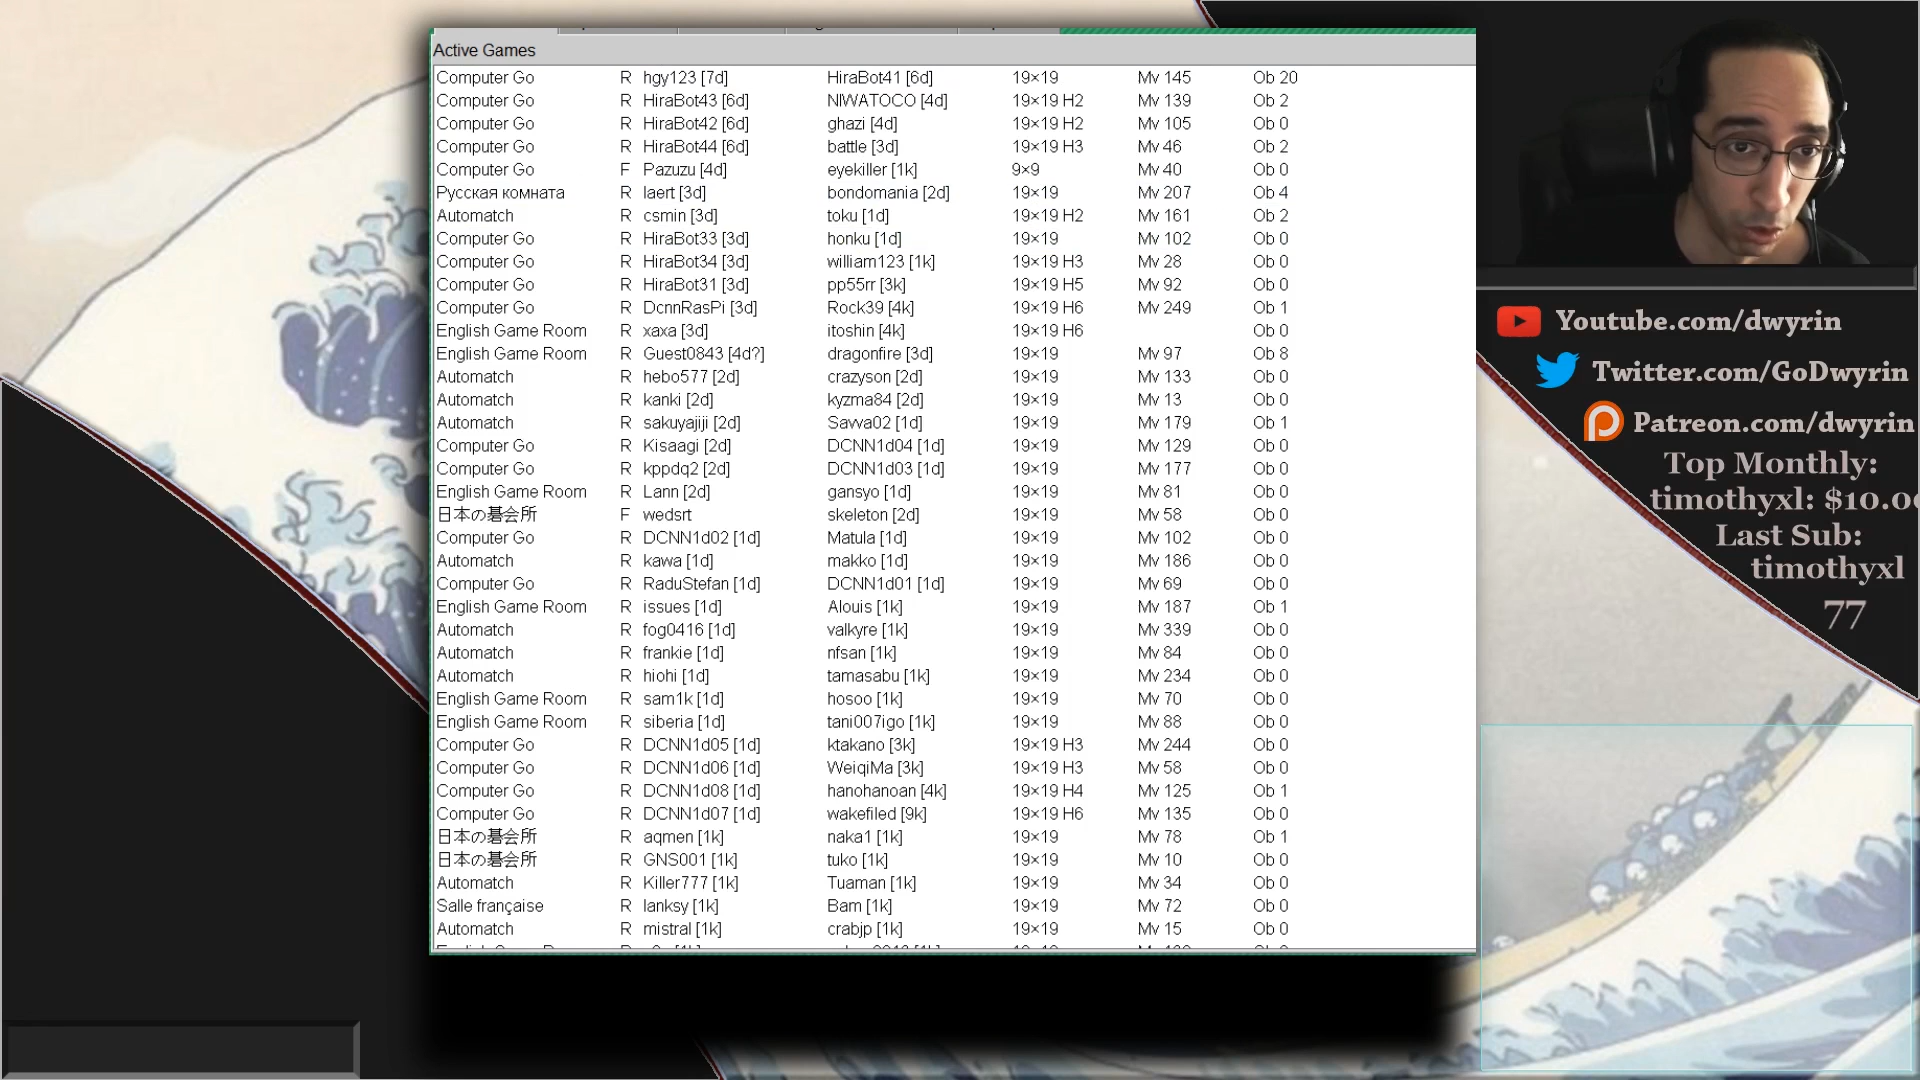 Active Games
Computer Go R hgy123 [7d] HiraBot41 [6d] 19×19 Mv 145 Ob 20
Computer Go R HiraBot43 [6d] NIWATOCO [4d] 19×19 H2 Mv 139 Ob 2
Computer Go R HiraBot42 [6d] ghazi [4d] 19×19 H2 Mv 105 Ob 0
Computer Go R HiraBot44 [6d] battle [3d] 19×19 H3 Mv 46 Ob 2
Computer Go F Pazuzu [4d] eyekiller [1k] 9×9 Mv 40 Ob 0
Русская комната R laert [3d] bondomania [2d] 19×19 Mv 207 Ob 4
Automatch R csmin [3d] toku [1d] 19×19 H2 Mv 161 Ob 2
Computer Go R HiraBot33 [3d] honku [1d] 19×19 Mv 102 Ob 0
Computer Go R HiraBot34 [3d] william123 [1k] 19×19 H3 Mv 28 Ob 0
Computer Go R HiraBot31 [3d] pp55rr [3k] 19×19 H5 Mv 92 Ob 0
Computer Go R DcnnRasPi [3d] Rock39 [4k] 19×19 H6 Mv 249 Ob 1
English Game Room R xaxa [3d] itoshin [4k] 19×19 H6 Ob 0
English Game Room R Guest0843 [4d?] dragonfire [3d] 19×19 Mv 97 Ob 8
Automatch R hebo577 [2d] crazyson [2d] 19×19 Mv 133 Ob 0
Automatch R kanki [2d] kyzma84 [2d] 19×19 Mv 13 Ob 0
Automatch R sakuyajiji [2d] Savva02 [1d] 19×19 Mv 179 Ob 1
Computer Go R Kisaagi [2d] DCNN1d04 [1d] 19×19 Mv 129 Ob 0
Computer Go R kppdq2 [2d] DCNN1d03 [1d] 19×19 Mv 177 Ob 0
English Game Room R Lann [2d] gansyo [1d] 19×19 Mv 81 Ob 0
日本の碁会所 F wedsrt skeleton [2d] 19×19 Mv 58 Ob 0
Computer Go R DCNN1d02 [1d] Matula [1d] 19×19 Mv 102 Ob 0
Automatch R kawa [1d] makko [1d] 19×19 Mv 186 Ob 0
Computer Go R RaduStefan [1d] DCNN1d01 [1d] 19×19 Mv 69 Ob 0
English Game Room R issues [1d] Alouis [1k] 19×19 Mv 187 Ob 1
Automatch R fog0416 [1d] valkyre [1k] 19×19 Mv 339 Ob 0
Automatch R frankie [1d] nfsan [1k] 19×19 Mv 84 Ob 0
Automatch R hiohi [1d] tamasabu [1k] 19×19 Mv 234 Ob 0
English Game Room R sam1k [1d] hosoo [1k] 19×19 Mv 70 Ob 0
English Game Room R siberia [1d] tani007igo [1k] 19×19 Mv 88 Ob 0
Computer Go R DCNN1d05 [1d] ktakano [3k] 19×19 H3 Mv 244 Ob 0
Computer Go R DCNN1d06 [1d] WeiqiMa [3k] 19×19 H3 Mv 58 Ob 0
Computer Go R DCNN1d08 [1d] hanohanoan [4k] 19×19 H4 Mv 125 Ob 1
Computer Go R DCNN1d07 [1d] wakefiled [9k] 19×19 H6 Mv 135 Ob 0
日本の碁会所 R aqmen [1k] naka1 [1k] 19×19 Mv 78 Ob 1
日本の碁会所 R GNS001 [1k] tuko [1k] 19×19 Mv 10 Ob 0
Automatch R Killer777 [1k] Tuaman [1k] 19×19 Mv 34 Ob 0
Salle française R lanksy [1k] Bam [1k] 19×19 Mv 72 Ob 0
Automatch R mistral [1k] crabjp [1k] 19×19 Mv 15 Ob 0
Youtube.com/dwyrin
Twitter.com/GoDwyrin
Patreon.com/dwyrin
Top Monthly:
timothyxl: $10.00
Last Sub:
timothyxl
77